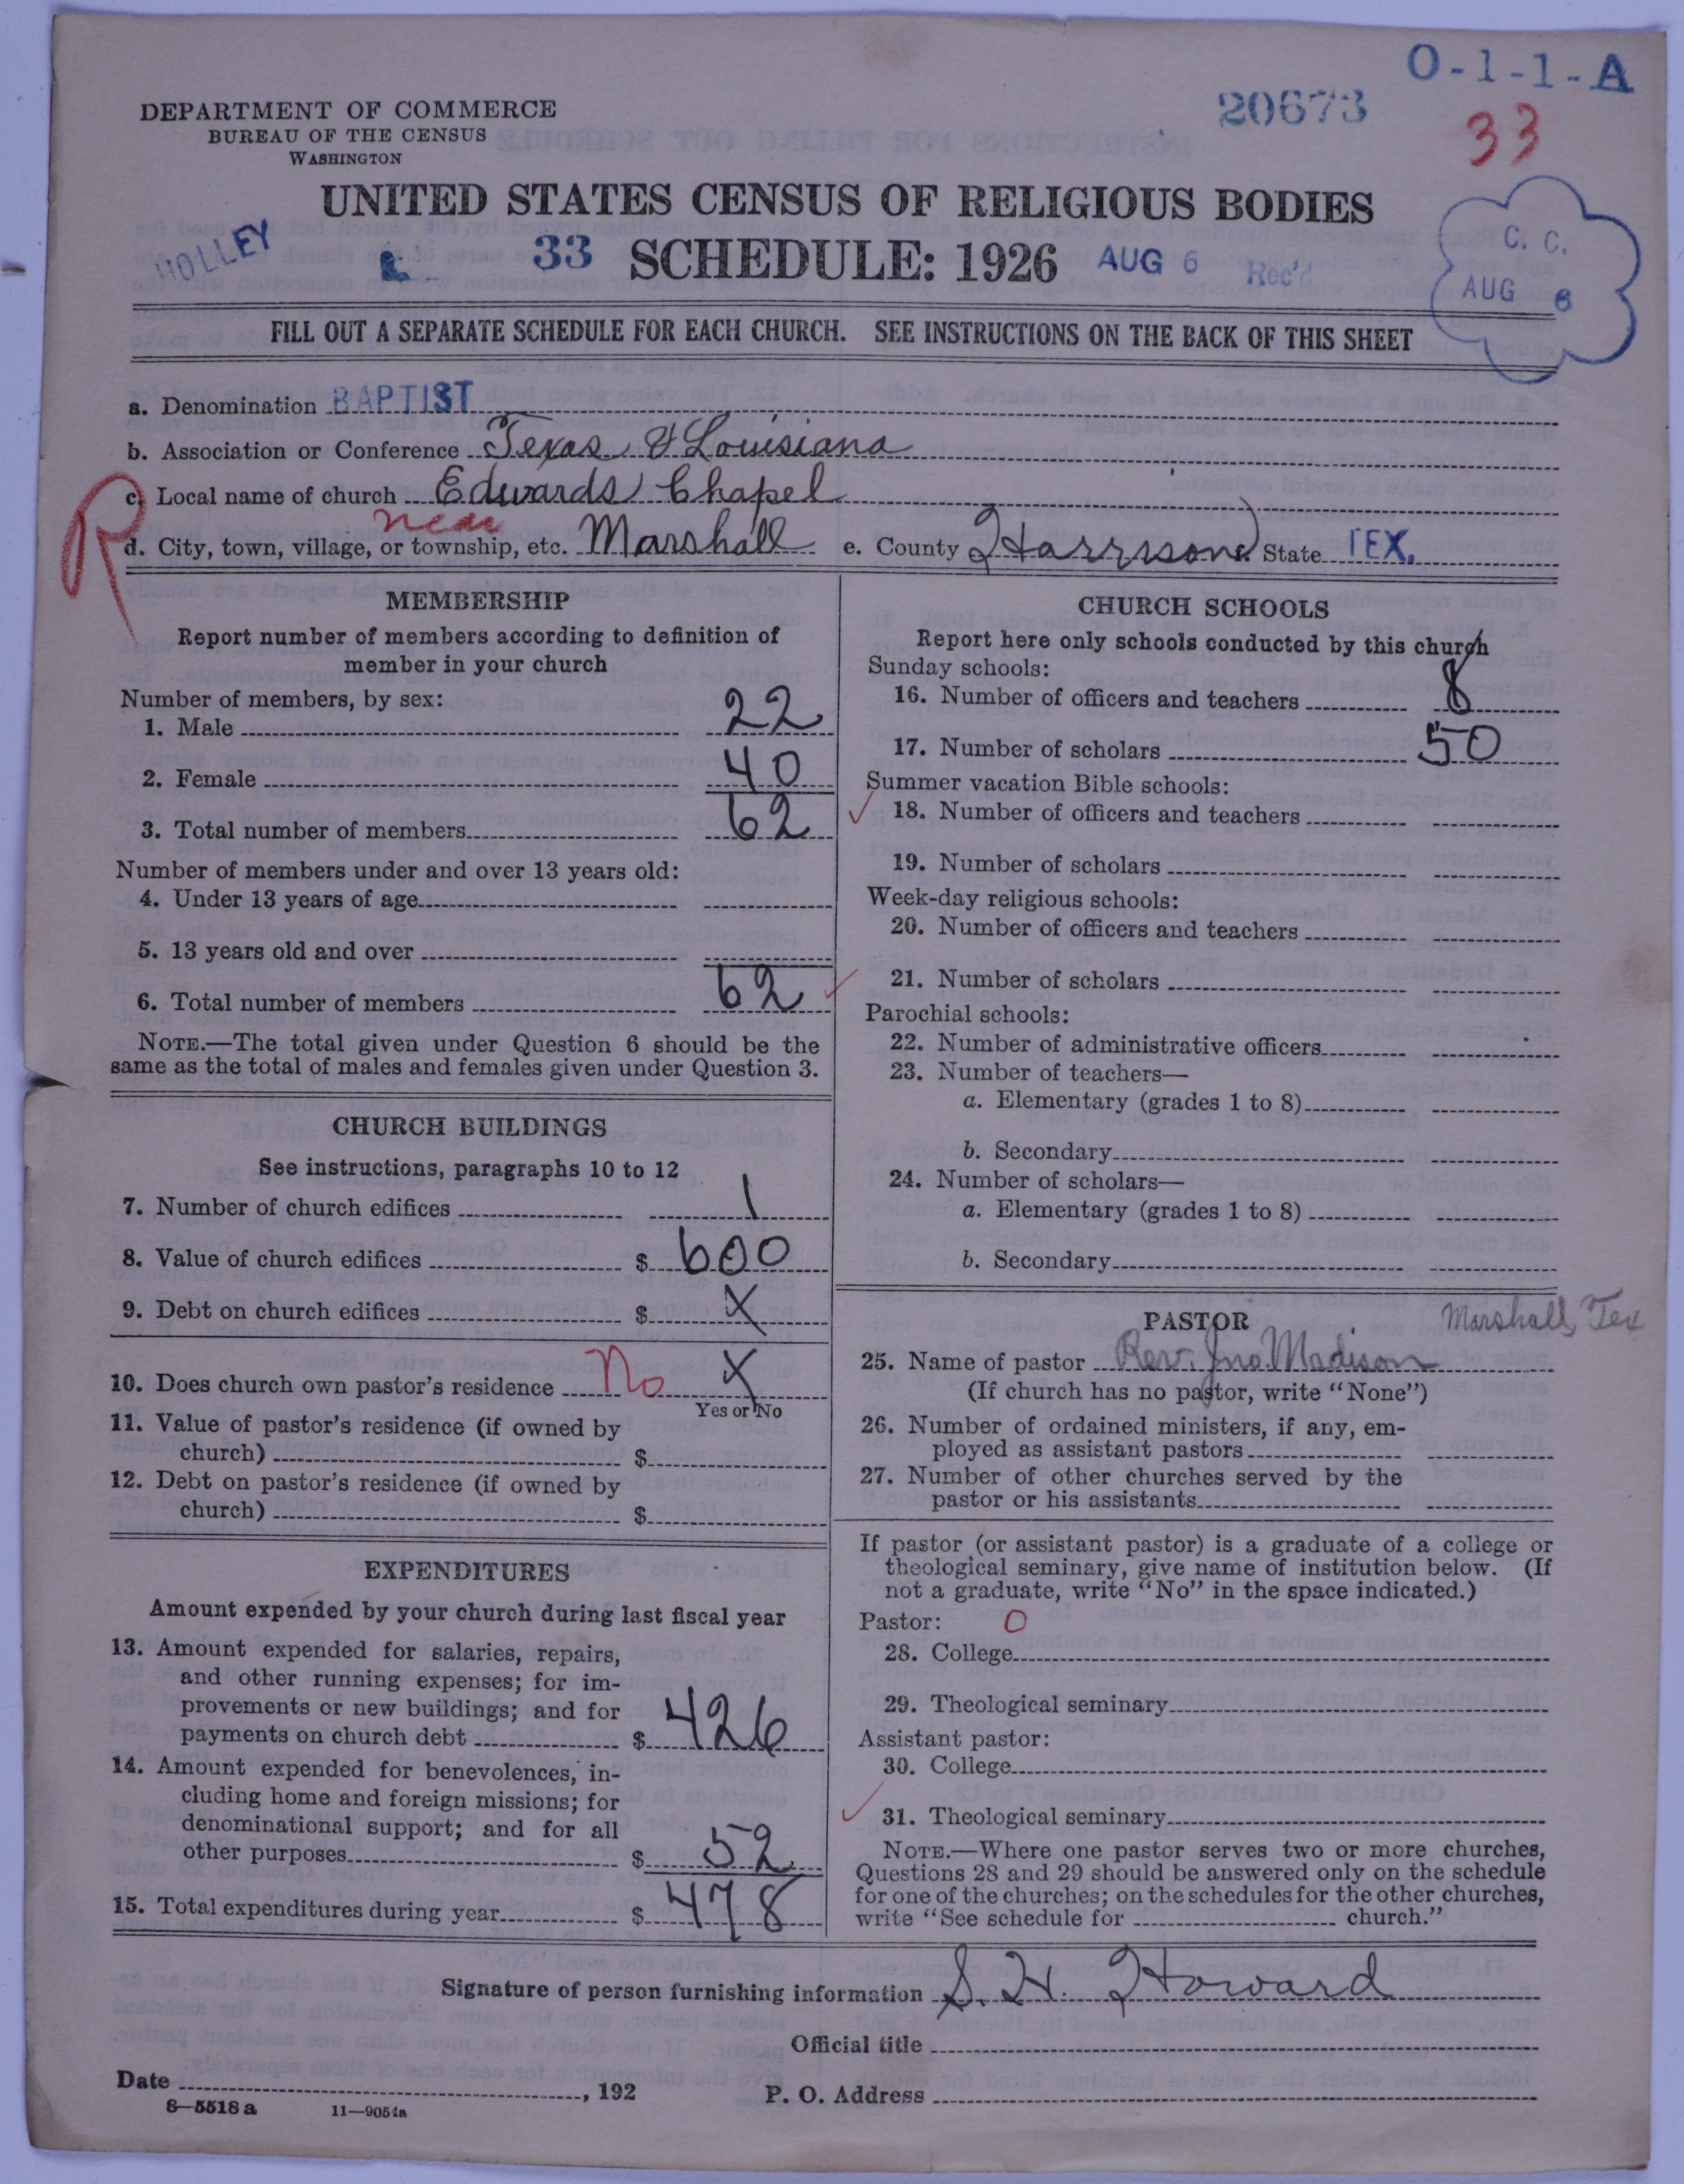 O-1-1-A
20673
33
DEPARTMENT OF COMMERCE
BUREAU OF THE CENSUS
WASHINGTON
UNITED STATES CENSUS OF RELIGIOUS BODIES
HOLLEY
33 SCHEDULE: 1926 AUG 6 Rec'd
C. C.
AUG 6
FILL OUT A SEPARATE SCHEDULE FOR EACH CHURCH. SEE INSTRUCTIONS ON THE BACK OF THIS SHEET
a. Denomination BAPTIST
b. Association or Conference Texas & Louisiana
R
c. Local name of church Edwards Chapel
near
d. City, town, village, or township, etc. Marshall e. County Harrison State TEX.
MEMBERSHIP
Report number of members according to definition of
member in your church
Number of members, by sex:
1. Male 22
2. Female 40
3. Total number of members 62
Number of members under and over 13 years old:
4. Under 13 years of age
5. 13 years old and over
6. Total number of members 62
NOTE.—The total given under Question 6 should be the
same as the total of males and females given under Question 3.
CHURCH BUILDINGS
See instructions, paragraphs 10 to 12
7. Number of church edifices 1
8. Value of church edifices $ 600
9. Debt on church edifices $ X
10. Does church own pastor's residence No X
Yes or No
11. Value of pastor's residence (if owned by
church) $
12. Debt on pastor's residence (if owned by
church) $
EXPENDITURES
Amount expended by your church during last fiscal year
13. Amount expended for salaries, repairs,
and other running expenses; for im-
provements or new buildings; and for
payments on church debt $ 426
14. Amount expended for benevolences, in-
cluding home and foreign missions; for
denominational support; and for all
other purposes $ 52
15. Total expenditures during year $ 478
CHURCH SCHOOLS
Report here only schools conducted by this church
Sunday schools:
16. Number of officers and teachers 8
17. Number of scholars 50
Summer vacation Bible schools:
18. Number of officers and teachers
19. Number of scholars
Week-day religious schools:
20. Number of officers and teachers
21. Number of scholars
Parochial schools:
22. Number of administrative officers
23. Number of teachers—
a. Elementary (grades 1 to 8)
b. Secondary
24. Number of scholars—
a. Elementary (grades 1 to 8)
b. Secondary
PASTOR Marshall, Tex
25. Name of pastor Rev. Jno. Madison
(If church has no pastor, write "None")
26. Number of ordained ministers, if any, em-
ployed as assistant pastors
27. Number of other churches served by the
pastor or his assistants
If pastor (or assistant pastor) is a graduate of a college or
theological seminary, give name of institution below. (If
not a graduate, write "No" in the space indicated.)
Pastor: 0
28. College
29. Theological seminary
Assistant pastor:
30. College
31. Theological seminary
NOTE.—Where one pastor serves two or more churches,
Questions 28 and 29 should be answered only on the schedule
for one of the churches; on the schedules for the other churches,
write "See schedule for church."
Signature of person furnishing information S. H. Howard
Official title
Date , 192 P. O. Address
8—5518 a 11—9054a